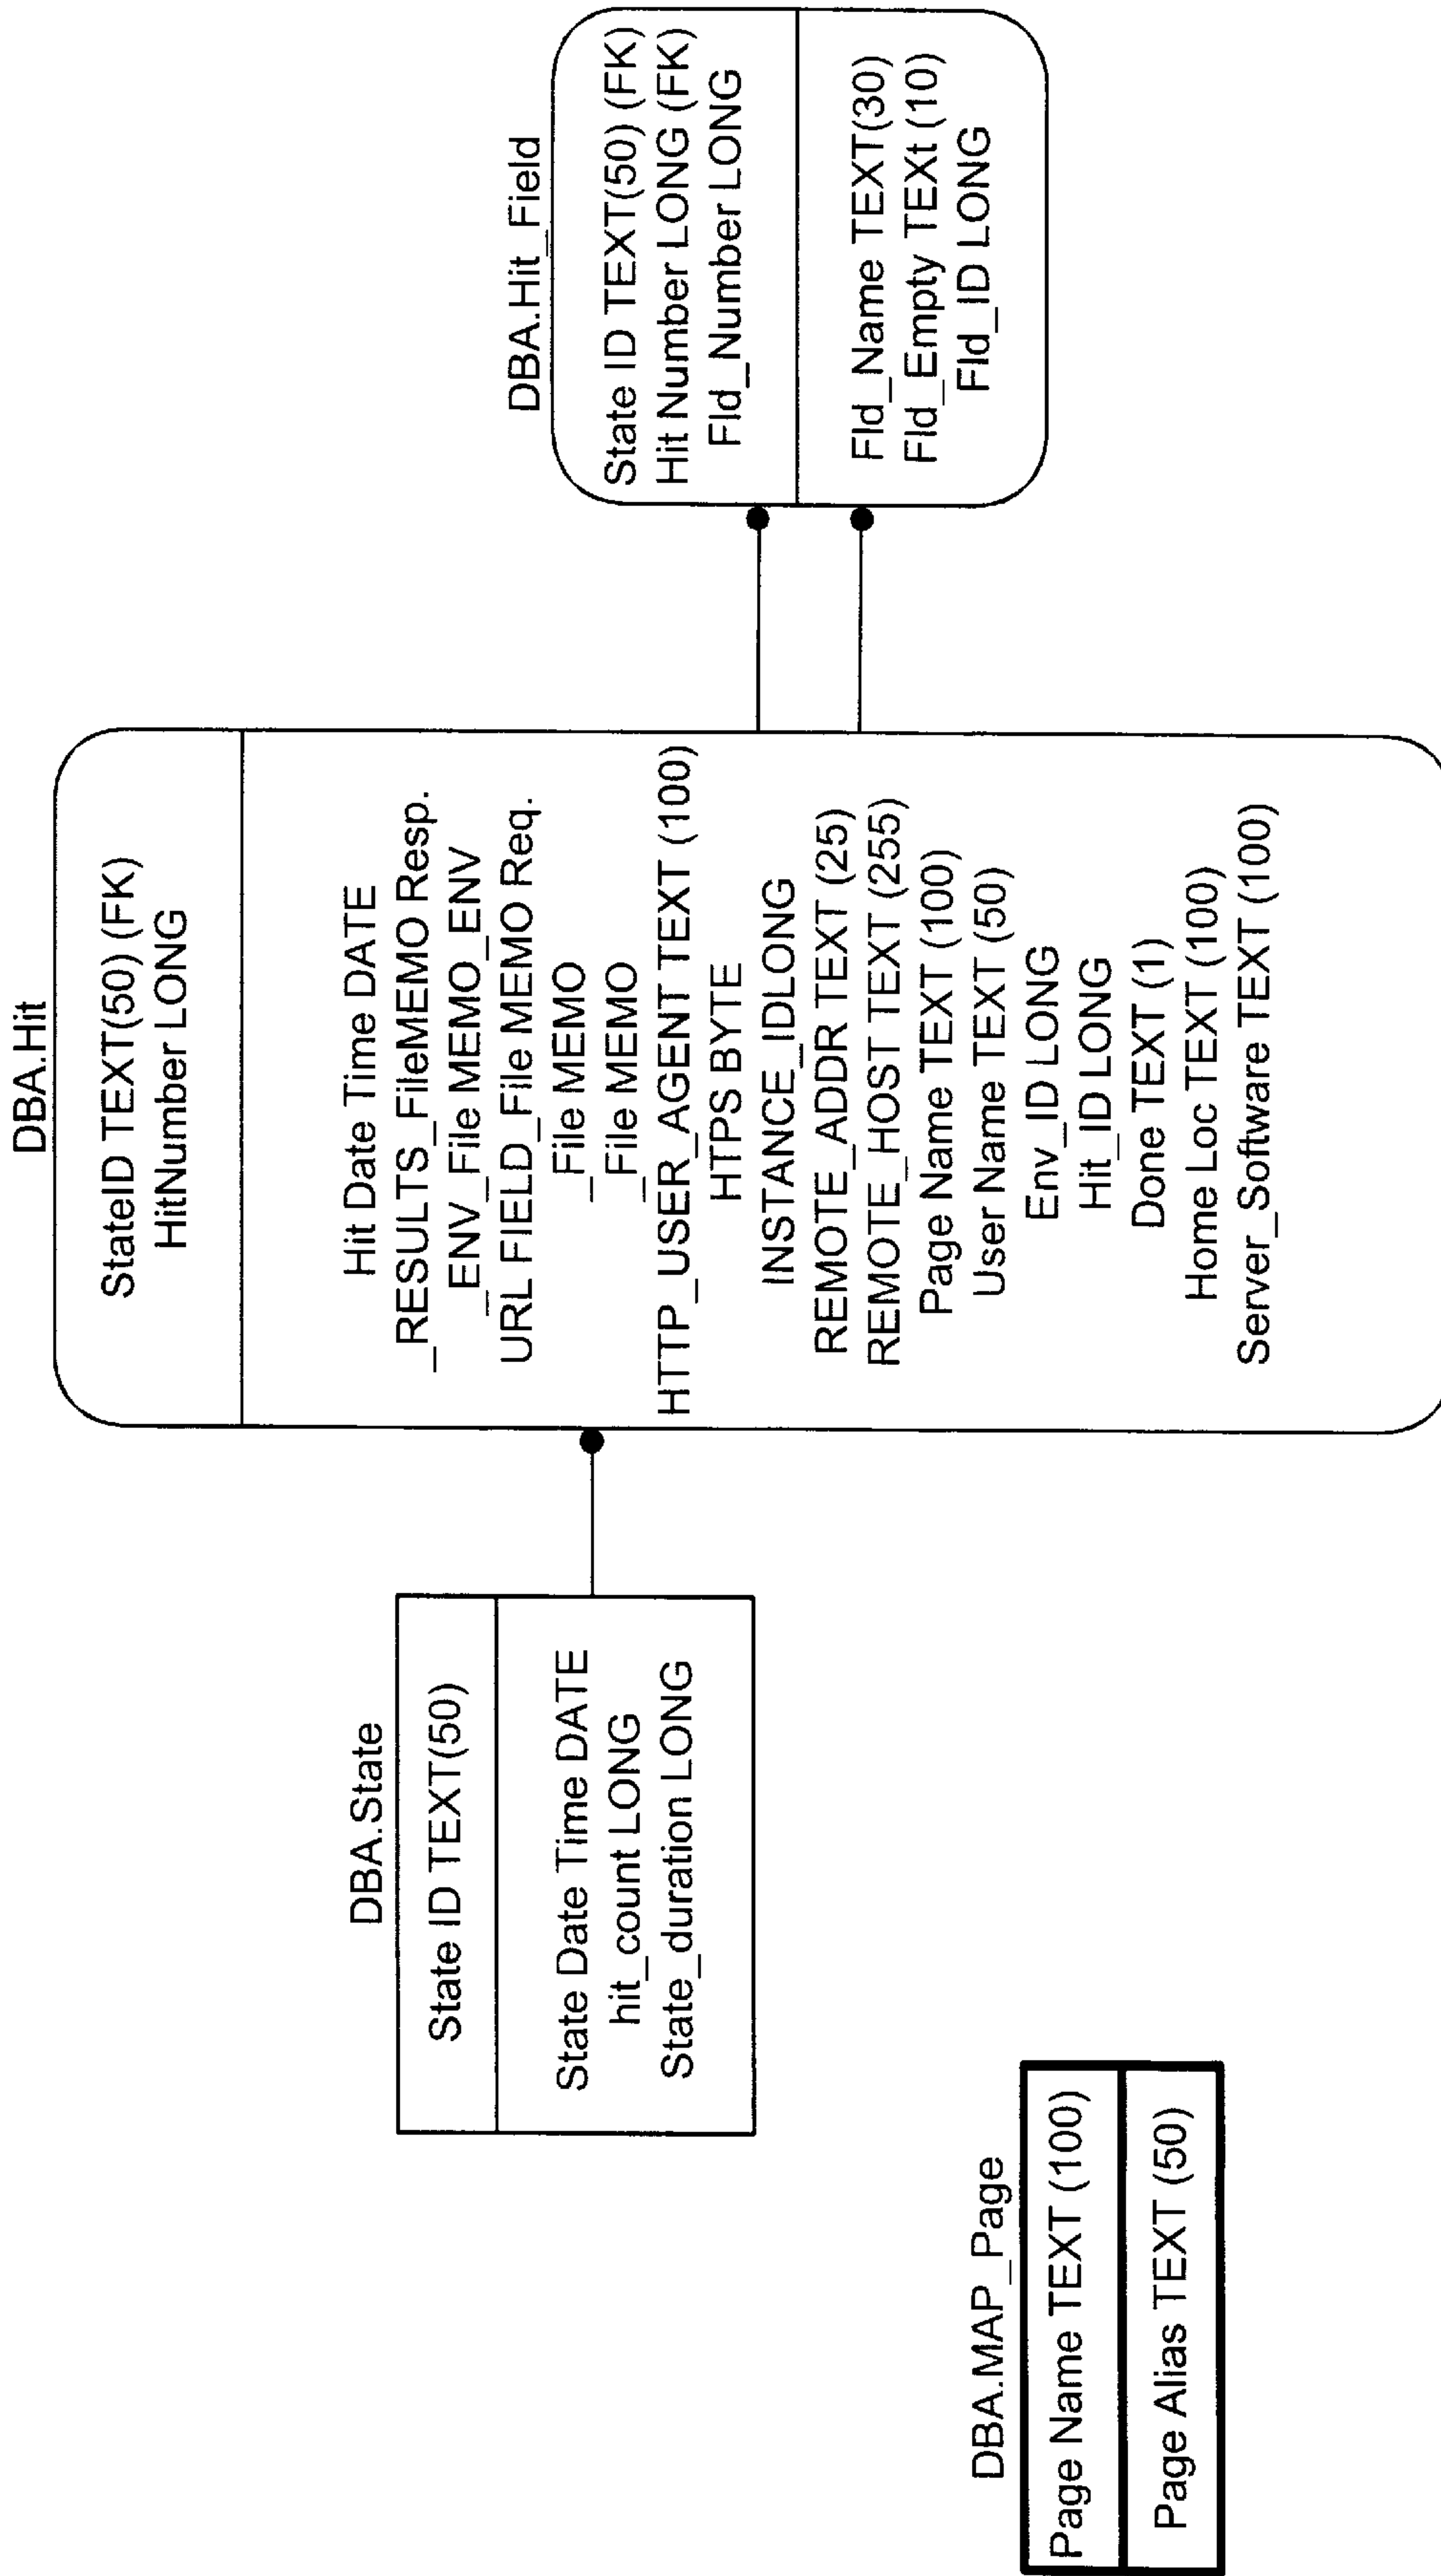 DBA.MAP_Page
Page Name TEXT (100)
Page Alias TEXT (50)
DBA.State
State ID TEXT(50)
State Date Time DATE
hit_count LONG
State_duration LONG
DBA.Hit
StateID TEXT(50) (FK)
HitNumber LONG
Hit Date Time DATE
_RESULTS_FileMEMO Resp.
_ENV_File MEMO_ENV
URL FIELD_File MEMO Req.
_File MEMO
_File MEMO
HTTP_USER_AGENT TEXT (100)
HTPS BYTE
INSTANCE_IDLONG
REMOTE_ADDR TEXT (25)
REMOTE_HOST TEXT (255)
Page Name TEXT (100)
User Name TEXT (50)
Env_ID LONG
Hit_ID LONG
Done TEXT (1)
Home Loc TEXT (100)
Server_Software TEXT (100)
DBA.Hit_Field
State ID TEXT(50) (FK)
Hit Number LONG (FK)
Fld_Number LONG
Fld_Name TEXT(30)
Fld_Empty TEXt (10)
Fld_ID LONG